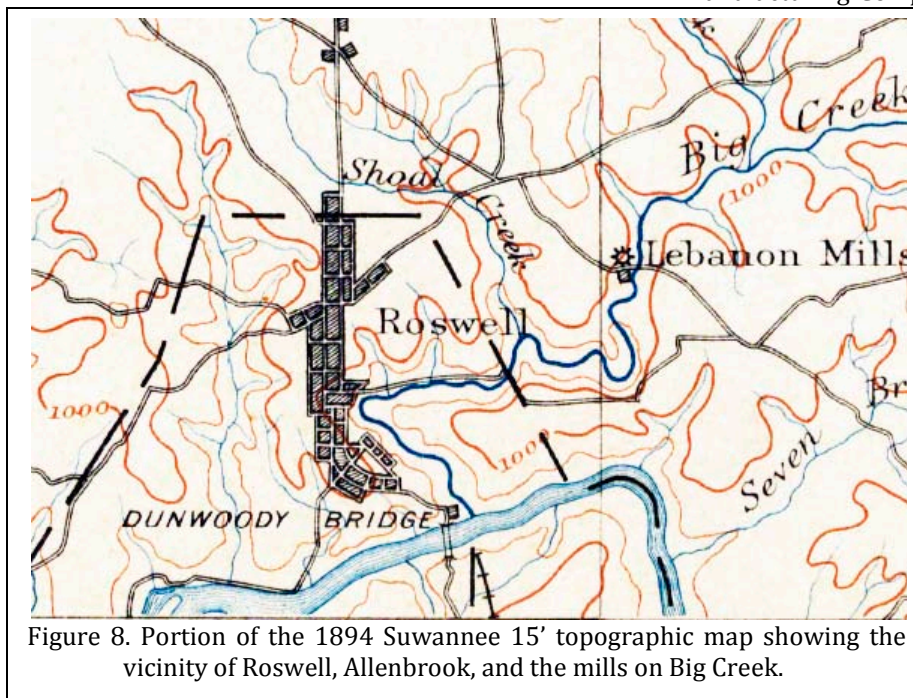 Shoal
Creek
Big Creek
1000
Lebanon Mills
Roswell
1000
1000
Seven
Br
DUNWOODY BRIDGE
Figure 8. Portion of the 1894 Suwannee 15’ topographic map showing the
vicinity of Roswell, Allenbrook, and the mills on Big Creek.